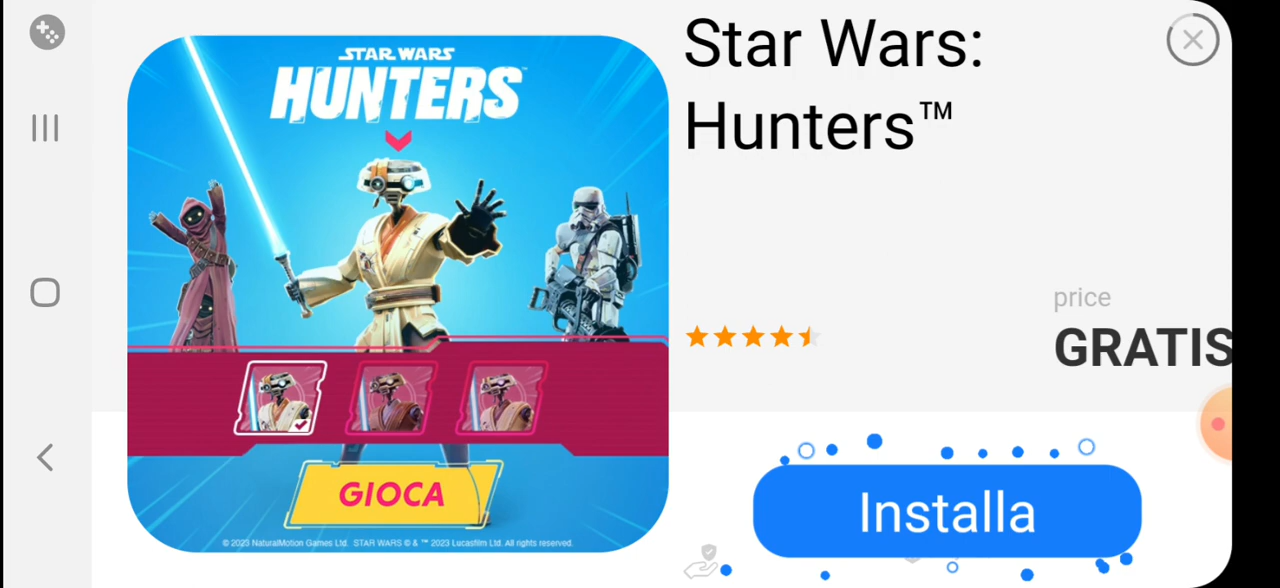 STAR WARS
HUNTERS™
GIOCA
© 2023 NaturalMotion Games Ltd. STAR WARS © & ™ 2023 Lucasfilm Ltd. All rights reserved.
Star Wars:
Hunters™
price
GRATIS
Installa